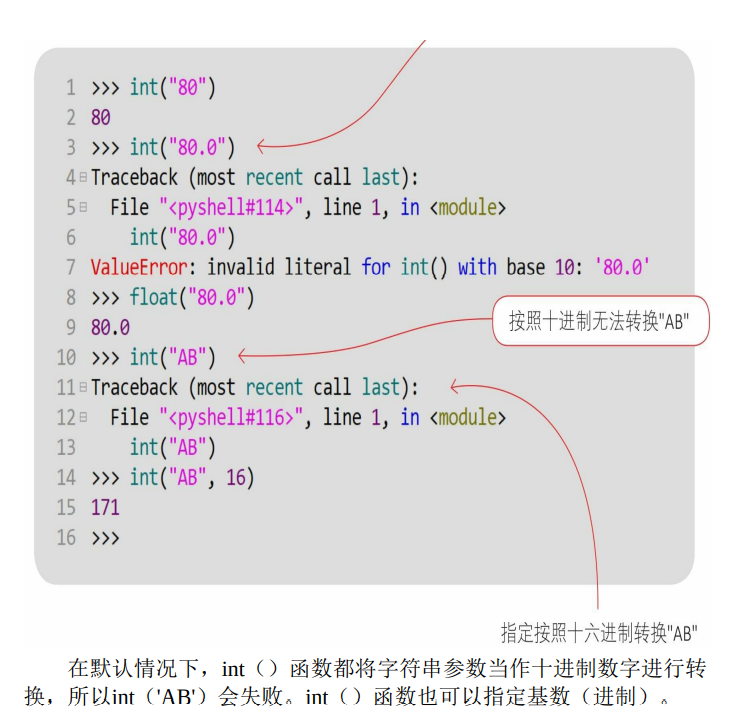 1 >>> int("80")
2 80
3 >>> int("80.0")
4 Traceback (most recent call last):
5 File "<pyshell#114>", line 1, in <module>
6 int("80.0")
7 ValueError: invalid literal for int() with base 10: '80.0'
8 >>> float("80.0")
9 80.0
按照十进制无法转换"AB"
10 >>> int("AB")
11 Traceback (most recent call last):
12 File "<pyshell#116>", line 1, in <module>
13 int("AB")
14 >>> int("AB", 16)
15 171
16 >>>
指定按照十六进制转换"AB"
在默认情况下，int（）函数都将字符串参数当作十进制数字进行转
换，所以int（'AB'）会失败。int（）函数也可以指定基数（进制）。